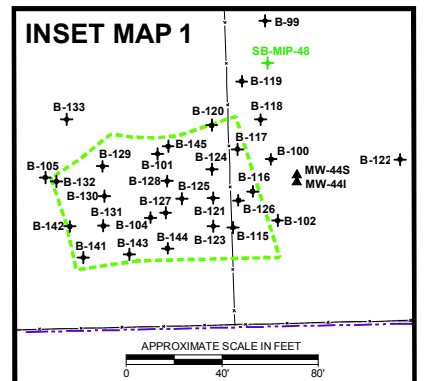 INSET MAP 1
B-99
SB-MIP-48
B-119
B-133
B-120
B-118
B-117
B-145
B-129
B-101
B-124
B-100
B-122
B-105
B-132
B-128
MW-44S
MW-44I
B-130
B-125
B-116
B-127
B-126
B-142
B-131
B-104
B-121
B-102
B-123
B-115
B-141
B-143
B-144
APPROXIMATE SCALE IN FEET
0 40' 80'